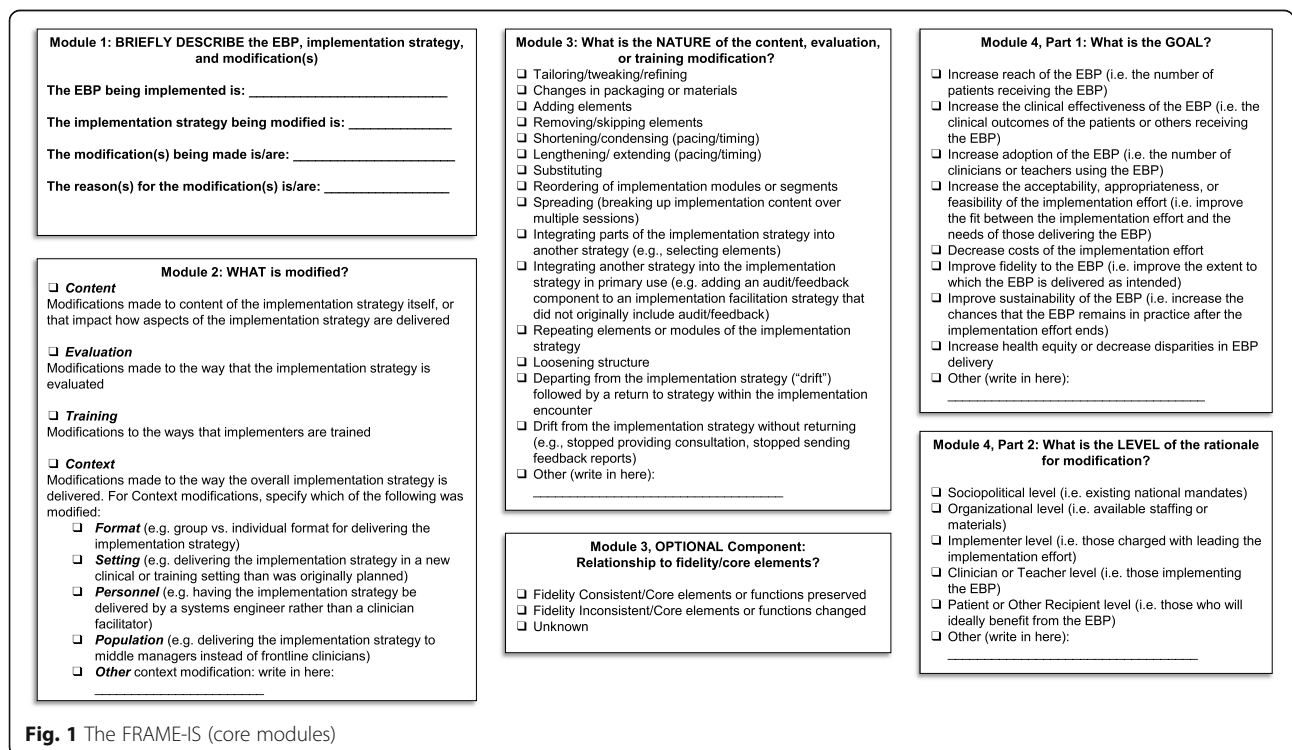 Module 1: BRIEFLY DESCRIBE the EBP, implementation strategy,
and modification(s)
The EBP being implemented is: ___________________________
The implementation strategy being modified is: ______________
The modification(s) being made is/are: ______________________
The reason(s) for the modification(s) is/are: _________________
Module 2: WHAT is modified?
❑ Content
Modifications made to content of the implementation strategy itself, or
that impact how aspects of the implementation strategy are delivered
❑ Evaluation
Modifications made to the way that the implementation strategy is
evaluated
❑ Training
Modifications to the ways that implementers are trained
❑ Context
Modifications made to the way the overall implementation strategy is
delivered. For Context modifications, specify which of the following was
modified:
❑ Format (e.g. group vs. individual format for delivering the
implementation strategy)
❑ Setting (e.g. delivering the implementation strategy in a new
clinical or training setting than was originally planned)
❑ Personnel (e.g. having the implementation strategy be
delivered by a systems engineer rather than a clinician
facilitator)
❑ Population (e.g. delivering the implementation strategy to
middle managers instead of frontline clinicians)
❑ Other context modification: write in here:
_______________________
Module 3: What is the NATURE of the content, evaluation,
or training modification?
❑ Tailoring/tweaking/refining
❑ Changes in packaging or materials
❑ Adding elements
❑ Removing/skipping elements
❑ Shortening/condensing (pacing/timing)
❑ Lengthening/ extending (pacing/timing)
❑ Substituting
❑ Reordering of implementation modules or segments
❑ Spreading (breaking up implementation content over
multiple sessions)
❑ Integrating parts of the implementation strategy into
another strategy (e.g., selecting elements)
❑ Integrating another strategy into the implementation
strategy in primary use (e.g. adding an audit/feedback
component to an implementation facilitation strategy that
did not originally include audit/feedback)
❑ Repeating elements or modules of the implementation
strategy
❑ Loosening structure
❑ Departing from the implementation strategy (“drift”)
followed by a return to strategy within the implementation
encounter
❑ Drift from the implementation strategy without returning
(e.g., stopped providing consultation, stopped sending
feedback reports)
❑ Other (write in here):
__________________________________
Module 3, OPTIONAL Component:
Relationship to fidelity/core elements?
❑ Fidelity Consistent/Core elements or functions preserved
❑ Fidelity Inconsistent/Core elements or functions changed
❑ Unknown
Module 4, Part 1: What is the GOAL?
❑ Increase reach of the EBP (i.e. the number of
patients receiving the EBP)
❑ Increase the clinical effectiveness of the EBP (i.e. the
clinical outcomes of the patients or others receiving
the EBP)
❑ Increase adoption of the EBP (i.e. the number of
clinicians or teachers using the EBP)
❑ Increase the acceptability, appropriateness, or
feasibility of the implementation effort (i.e. improve
the fit between the implementation effort and the
needs of those delivering the EBP)
❑ Decrease costs of the implementation effort
❑ Improve fidelity to the EBP (i.e. improve the extent to
which the EBP is delivered as intended)
❑ Improve sustainability of the EBP (i.e. increase the
chances that the EBP remains in practice after the
implementation effort ends)
❑ Increase health equity or decrease disparities in EBP
delivery
❑ Other (write in here):
___________________________________
Module 4, Part 2: What is the LEVEL of the rationale
for modification?
❑ Sociopolitical level (i.e. existing national mandates)
❑ Organizational level (i.e. available staffing or
materials)
❑ Implementer level (i.e. those charged with leading the
implementation effort)
❑ Clinician or Teacher level (i.e. those implementing
the EBP)
❑ Patient or Other Recipient level (i.e. those who will
ideally benefit from the EBP)
❑ Other (write in here):
__________________________________
Fig. 1 The FRAME-IS (core modules)